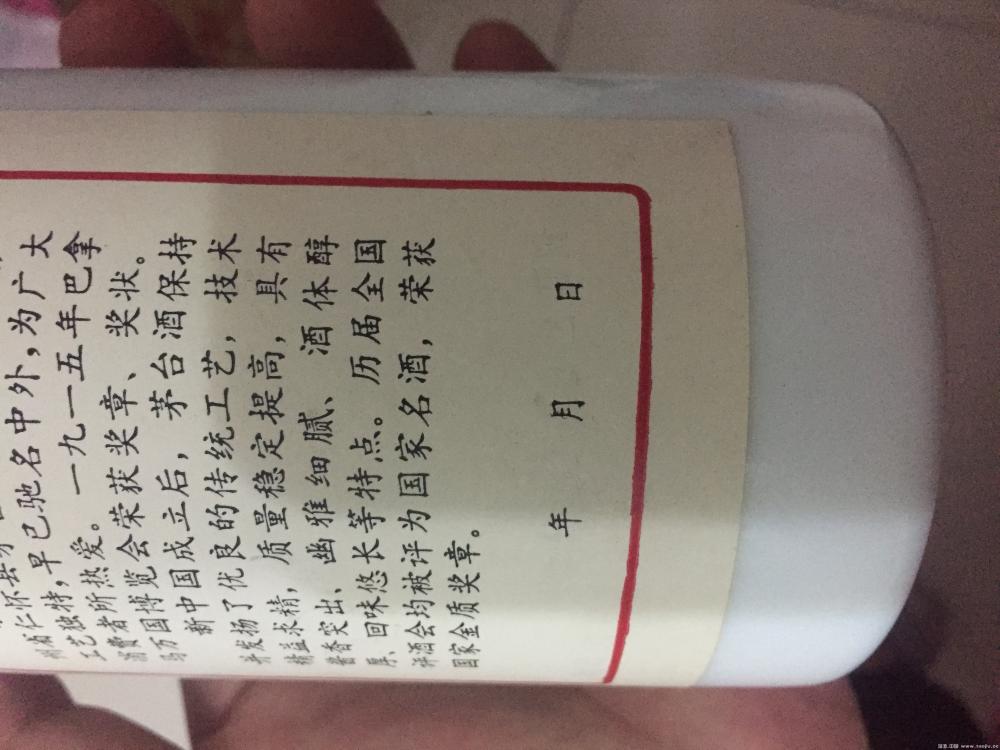 省仁怀县
工艺独特，早已驰名中外，为广大
消费者所热爱。一九一五年巴拿
马万国博览会荣获奖章、奖状。
新中国成立后，茅台酒保持
并发扬了优良的传统工艺，技术
精益求精，质量稳定提高，具有
酱香突出、幽雅细腻、酒体醇
厚、回味悠长等特点。历届全国
评酒会均被评为国家名酒，荣获
国家金质奖章。
年 月 日